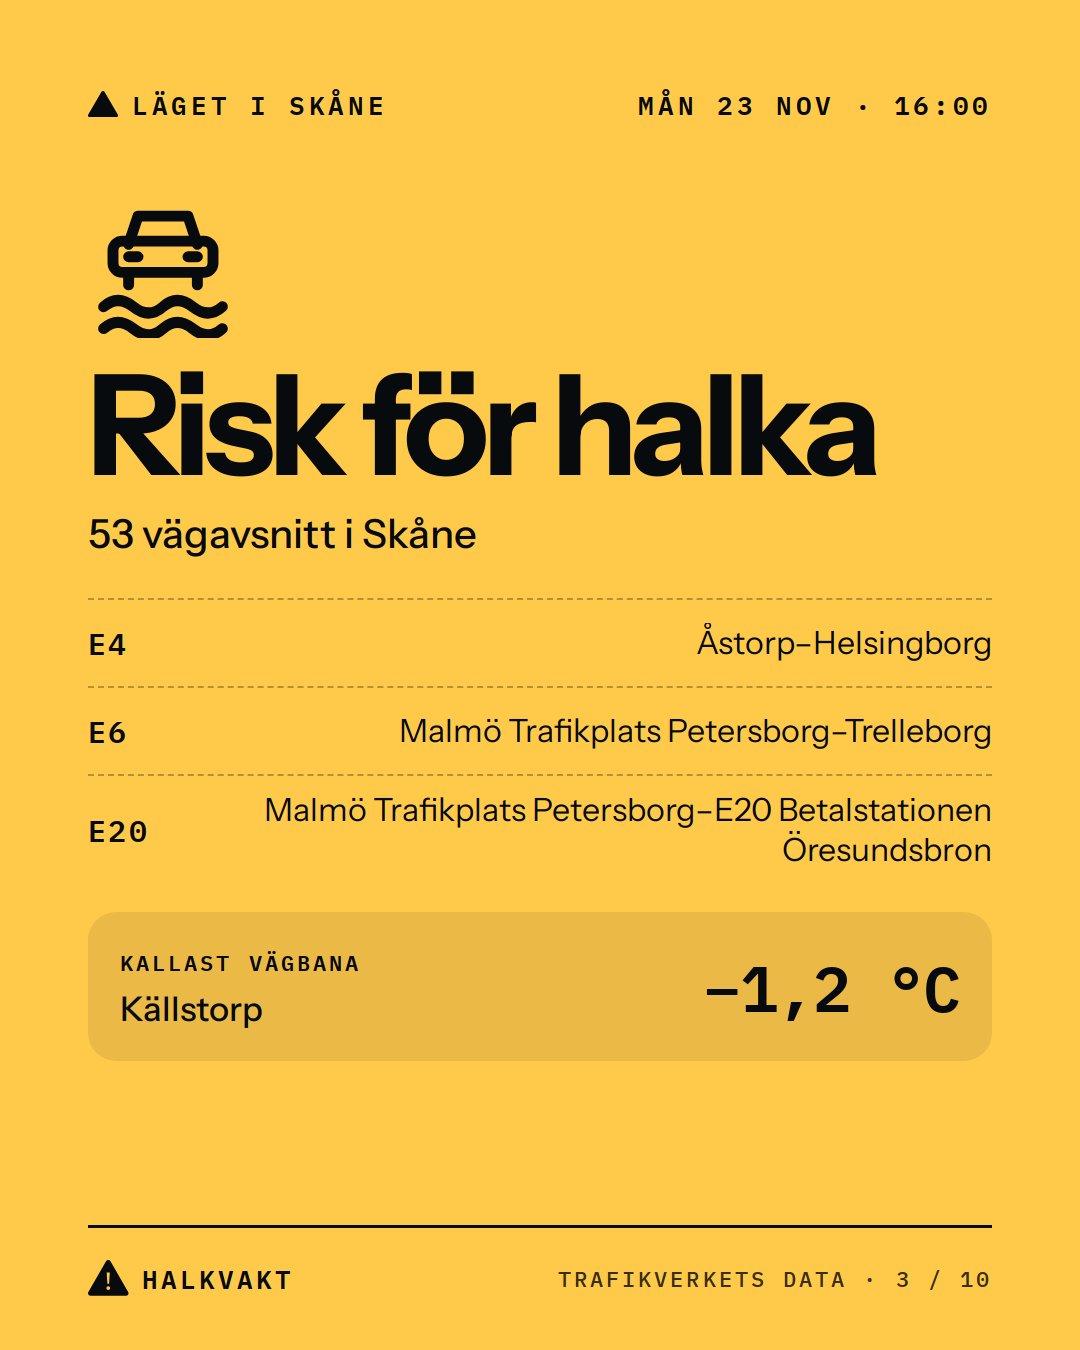 LÄGET I SKÅNE
MÅN 23 NOV · 16:00
Risk för halka
53 vägavsnitt i Skåne
E4 Åstorp–Helsingborg
E6 Malmö Trafikplats Petersborg–Trelleborg
E20 Malmö Trafikplats Petersborg–E20 Betalstationen
Öresundsbron
KALLAST VÄGBANA
Källstorp
−1,2 °C
HALKVAKT
TRAFIKVERKETS DATA · 3 / 10